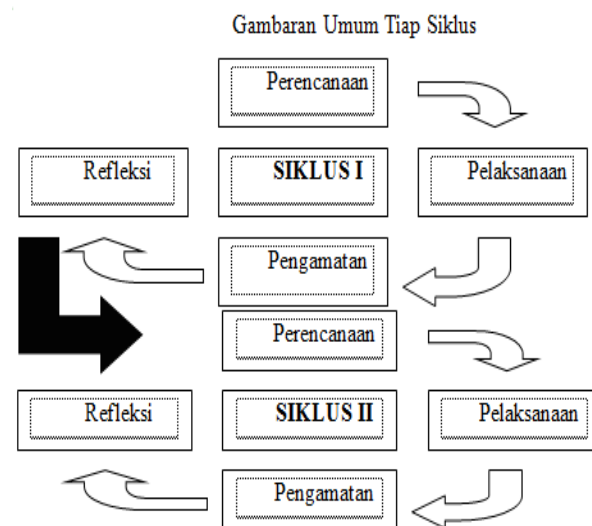 Gambaran Umum Tiap Siklus
Perencanaan
Refleksi
SIKLUS I
Pelaksanaan
Pengamatan
Perencanaan
Refleksi
SIKLUS II
Pelaksanaan
Pengamatan